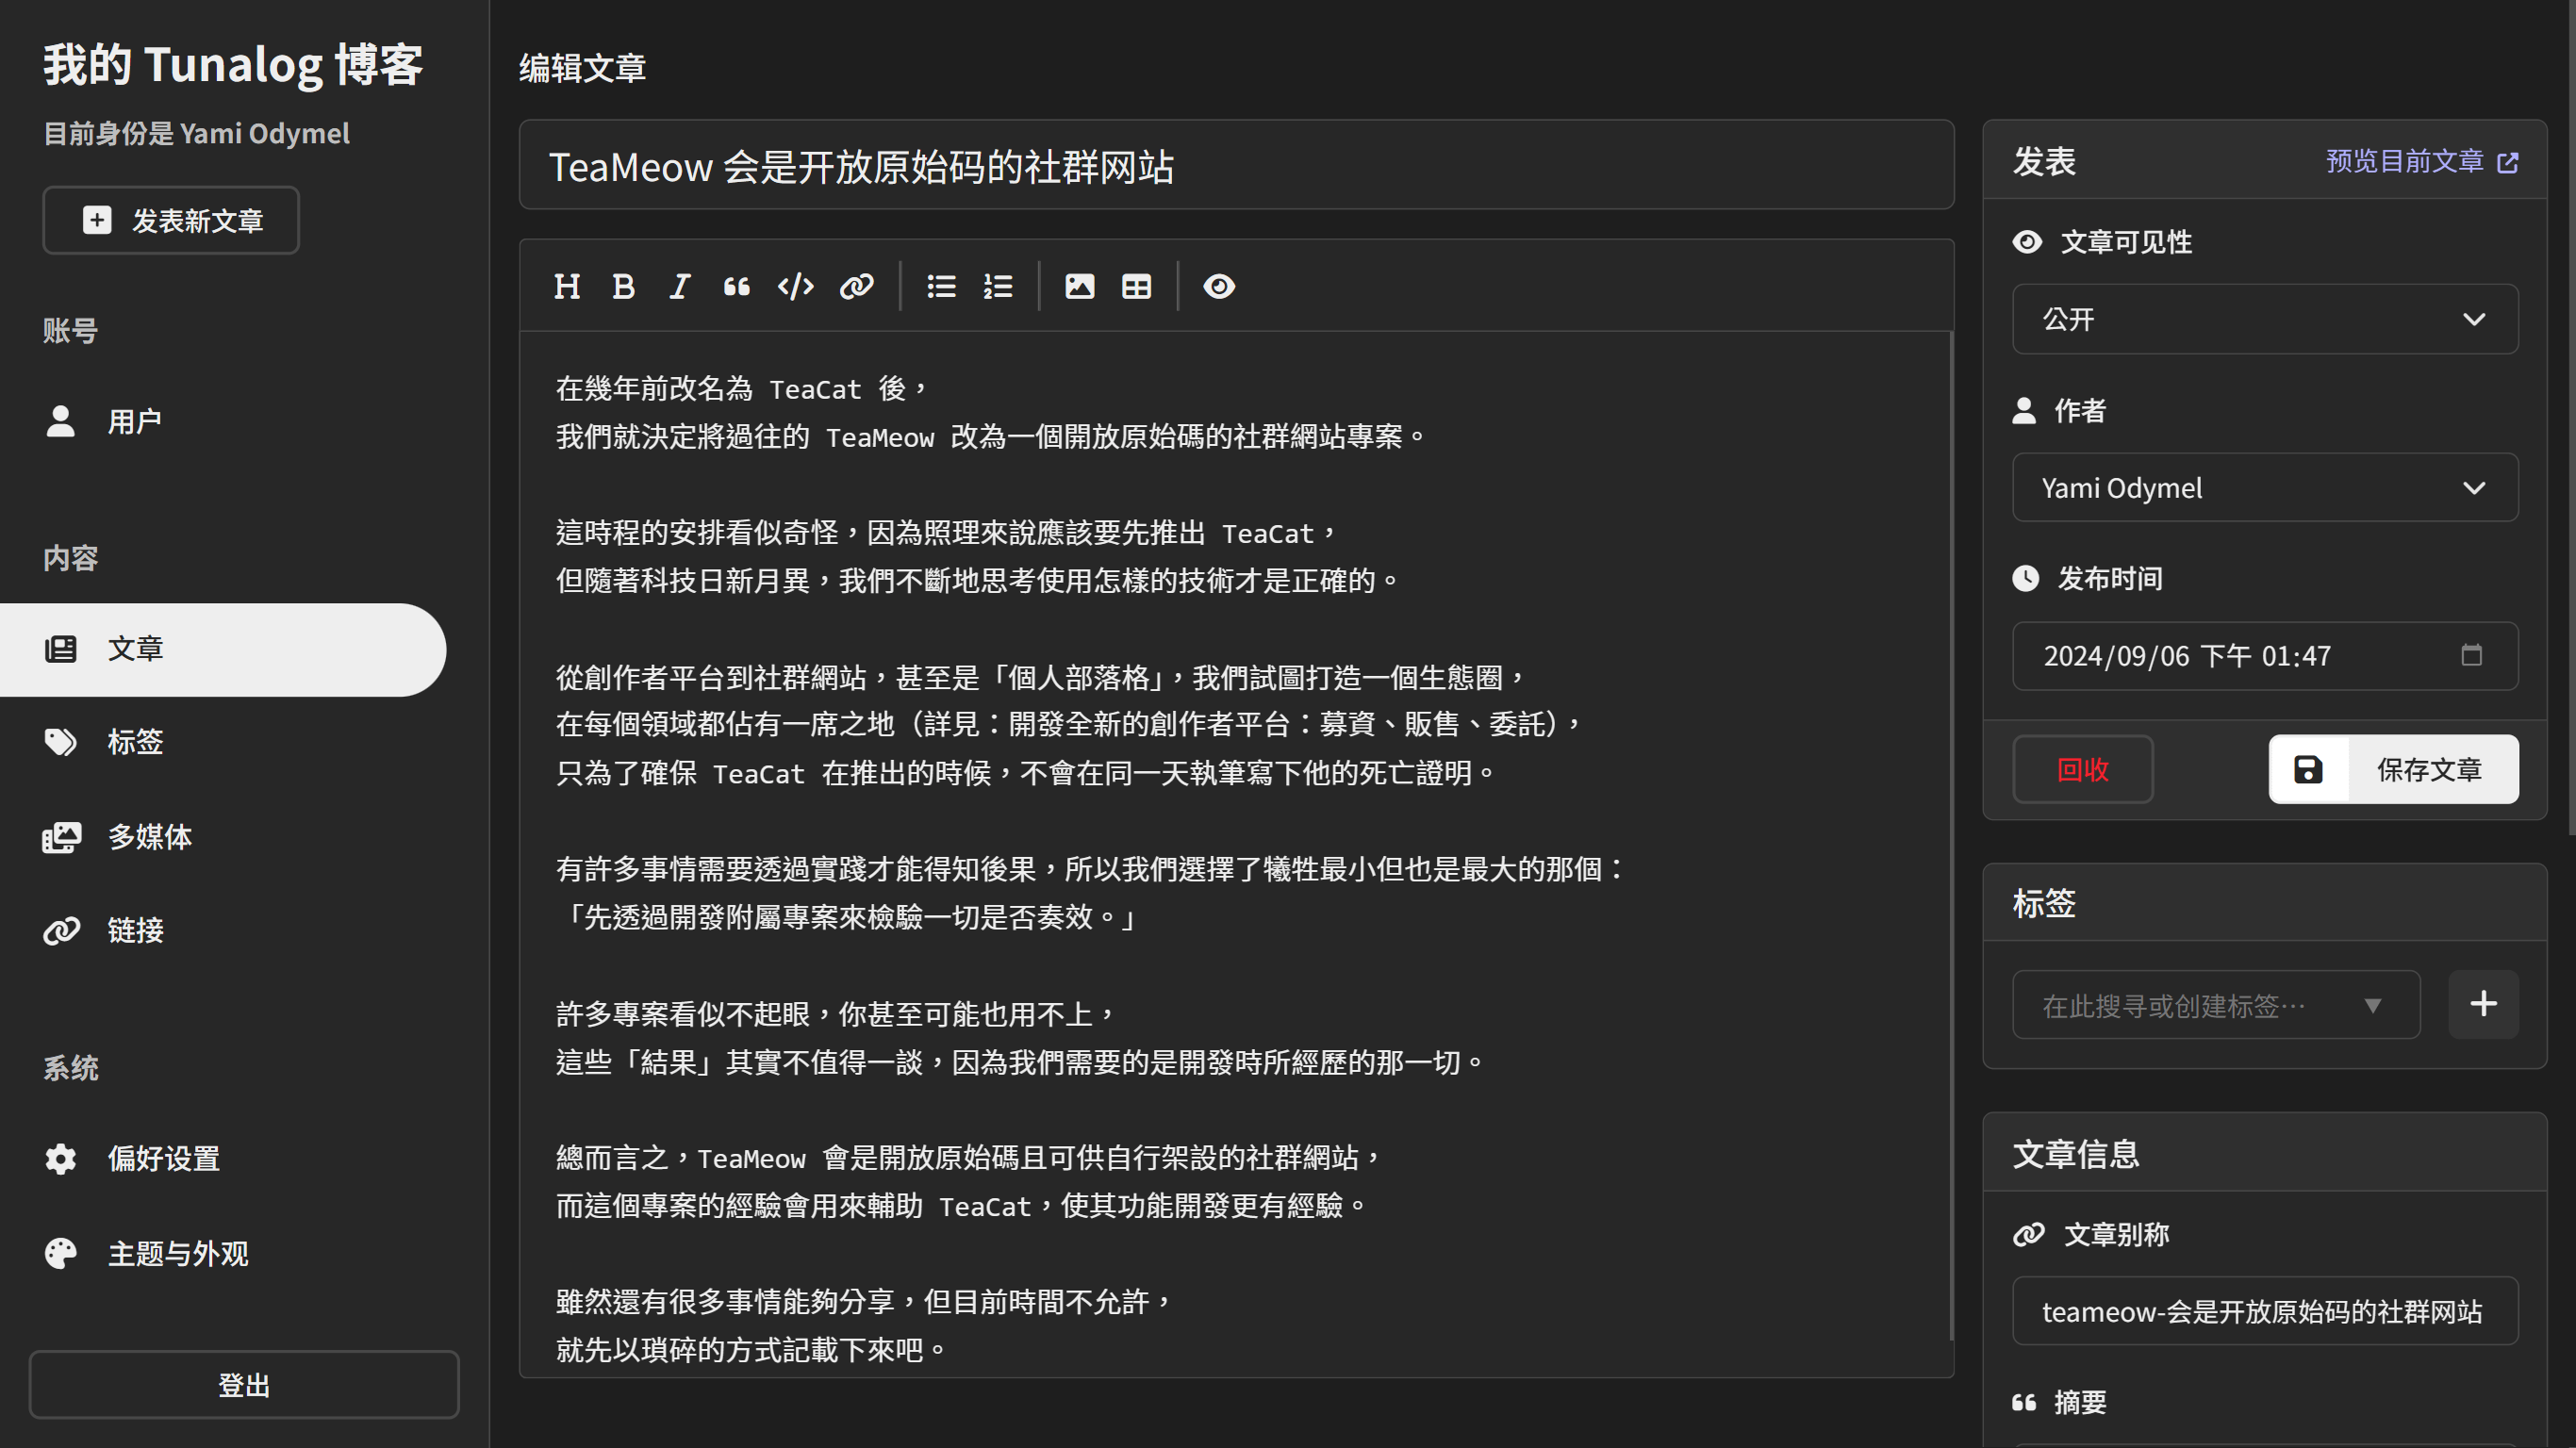 我的 Tunalog 博客
目前身份是 Yami Odymel
发表新文章
账号
用户
内容
文章
标签
多媒体
链接
系统
偏好设置
主题与外观
登出
编辑文章
TeaMeow 会是开放原始码的社群网站
H B I
在幾年前改名為 TeaCat 後，
我們就決定將過往的 TeaMeow 改為一個開放原始碼的社群網站專案。
這時程的安排看似奇怪，因為照理來說應該要先推出 TeaCat，
但隨著科技日新月異，我們不斷地思考使用怎樣的技術才是正確的。
從創作者平台到社群網站，甚至是「個人部落格」，我們試圖打造一個生態圈，
在每個領域都佔有一席之地（詳見：開發全新的創作者平台：募資、販售、委託），
只為了確保 TeaCat 在推出的時候，不會在同一天執筆寫下他的死亡證明。
有許多事情需要透過實踐才能得知後果，所以我們選擇了犧牲最小但也是最大的那個：
「先透過開發附屬專案來檢驗一切是否奏效。」
許多專案看似不起眼，你甚至可能也用不上，
這些「結果」其實不值得一談，因為我們需要的是開發時所經歷的那一切。
總而言之，TeaMeow 會是開放原始碼且可供自行架設的社群網站，
而這個專案的經驗會用來輔助 TeaCat，使其功能開發更有經驗。
雖然還有很多事情能夠分享，但目前時間不允許，
就先以瑣碎的方式記載下來吧。
发表
预览目前文章
文章可见性
公开
作者
Yami Odymel
发布时间
2024/09/06 下午 01:47
回收
保存文章
标签
在此搜寻或创建标签…
文章信息
文章别称
teameow-会是开放原始码的社群网站
摘要